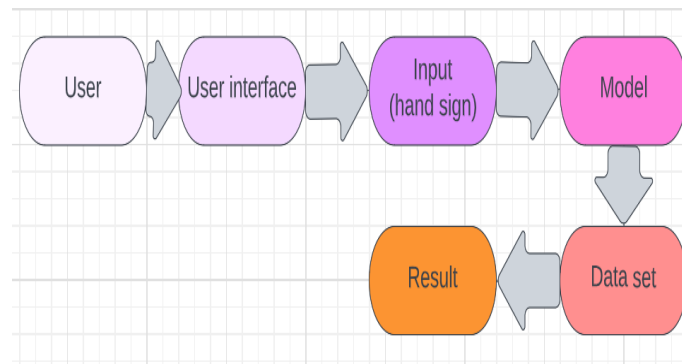 User
User interface
Input
(hand sign)
Model
Result
Data set